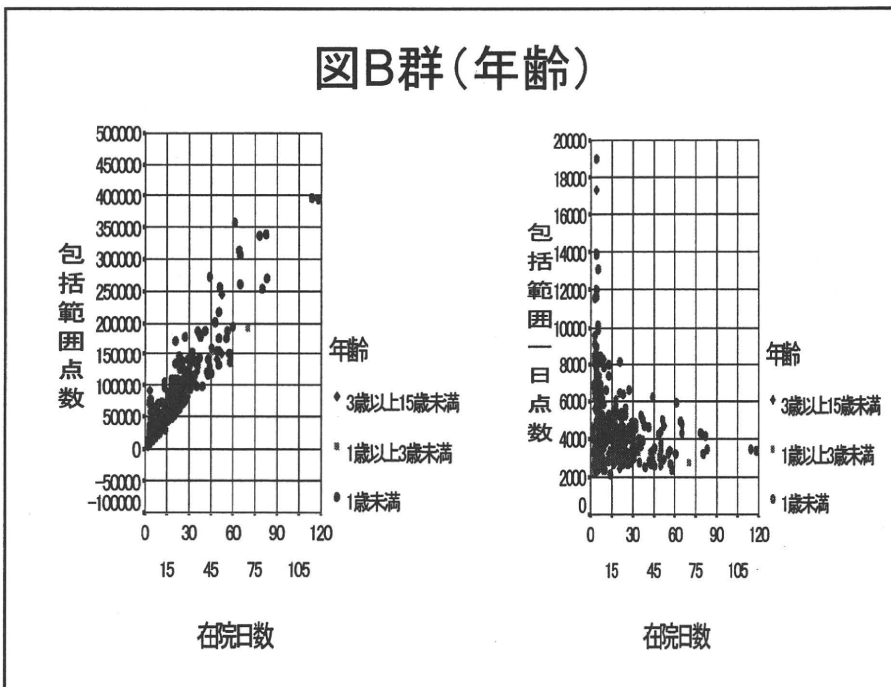 図B群(年齢)
500000
450000
400000
350000
300000
250000
200000
150000
100000
50000
0
-50000
-100000
包括範囲点数
0 30 60 90 120
15 45 75 105
在院日数
年齢
3歳以上15歳未満
1歳以上3歳未満
1歳未満
20000
18000
16000
14000
12000
10000
8000
6000
4000
2000
0
包括範囲一日点数
0 30 60 90 120
15 45 75 105
在院日数
年齢
3歳以上15歳未満
1歳以上3歳未満
1歳未満